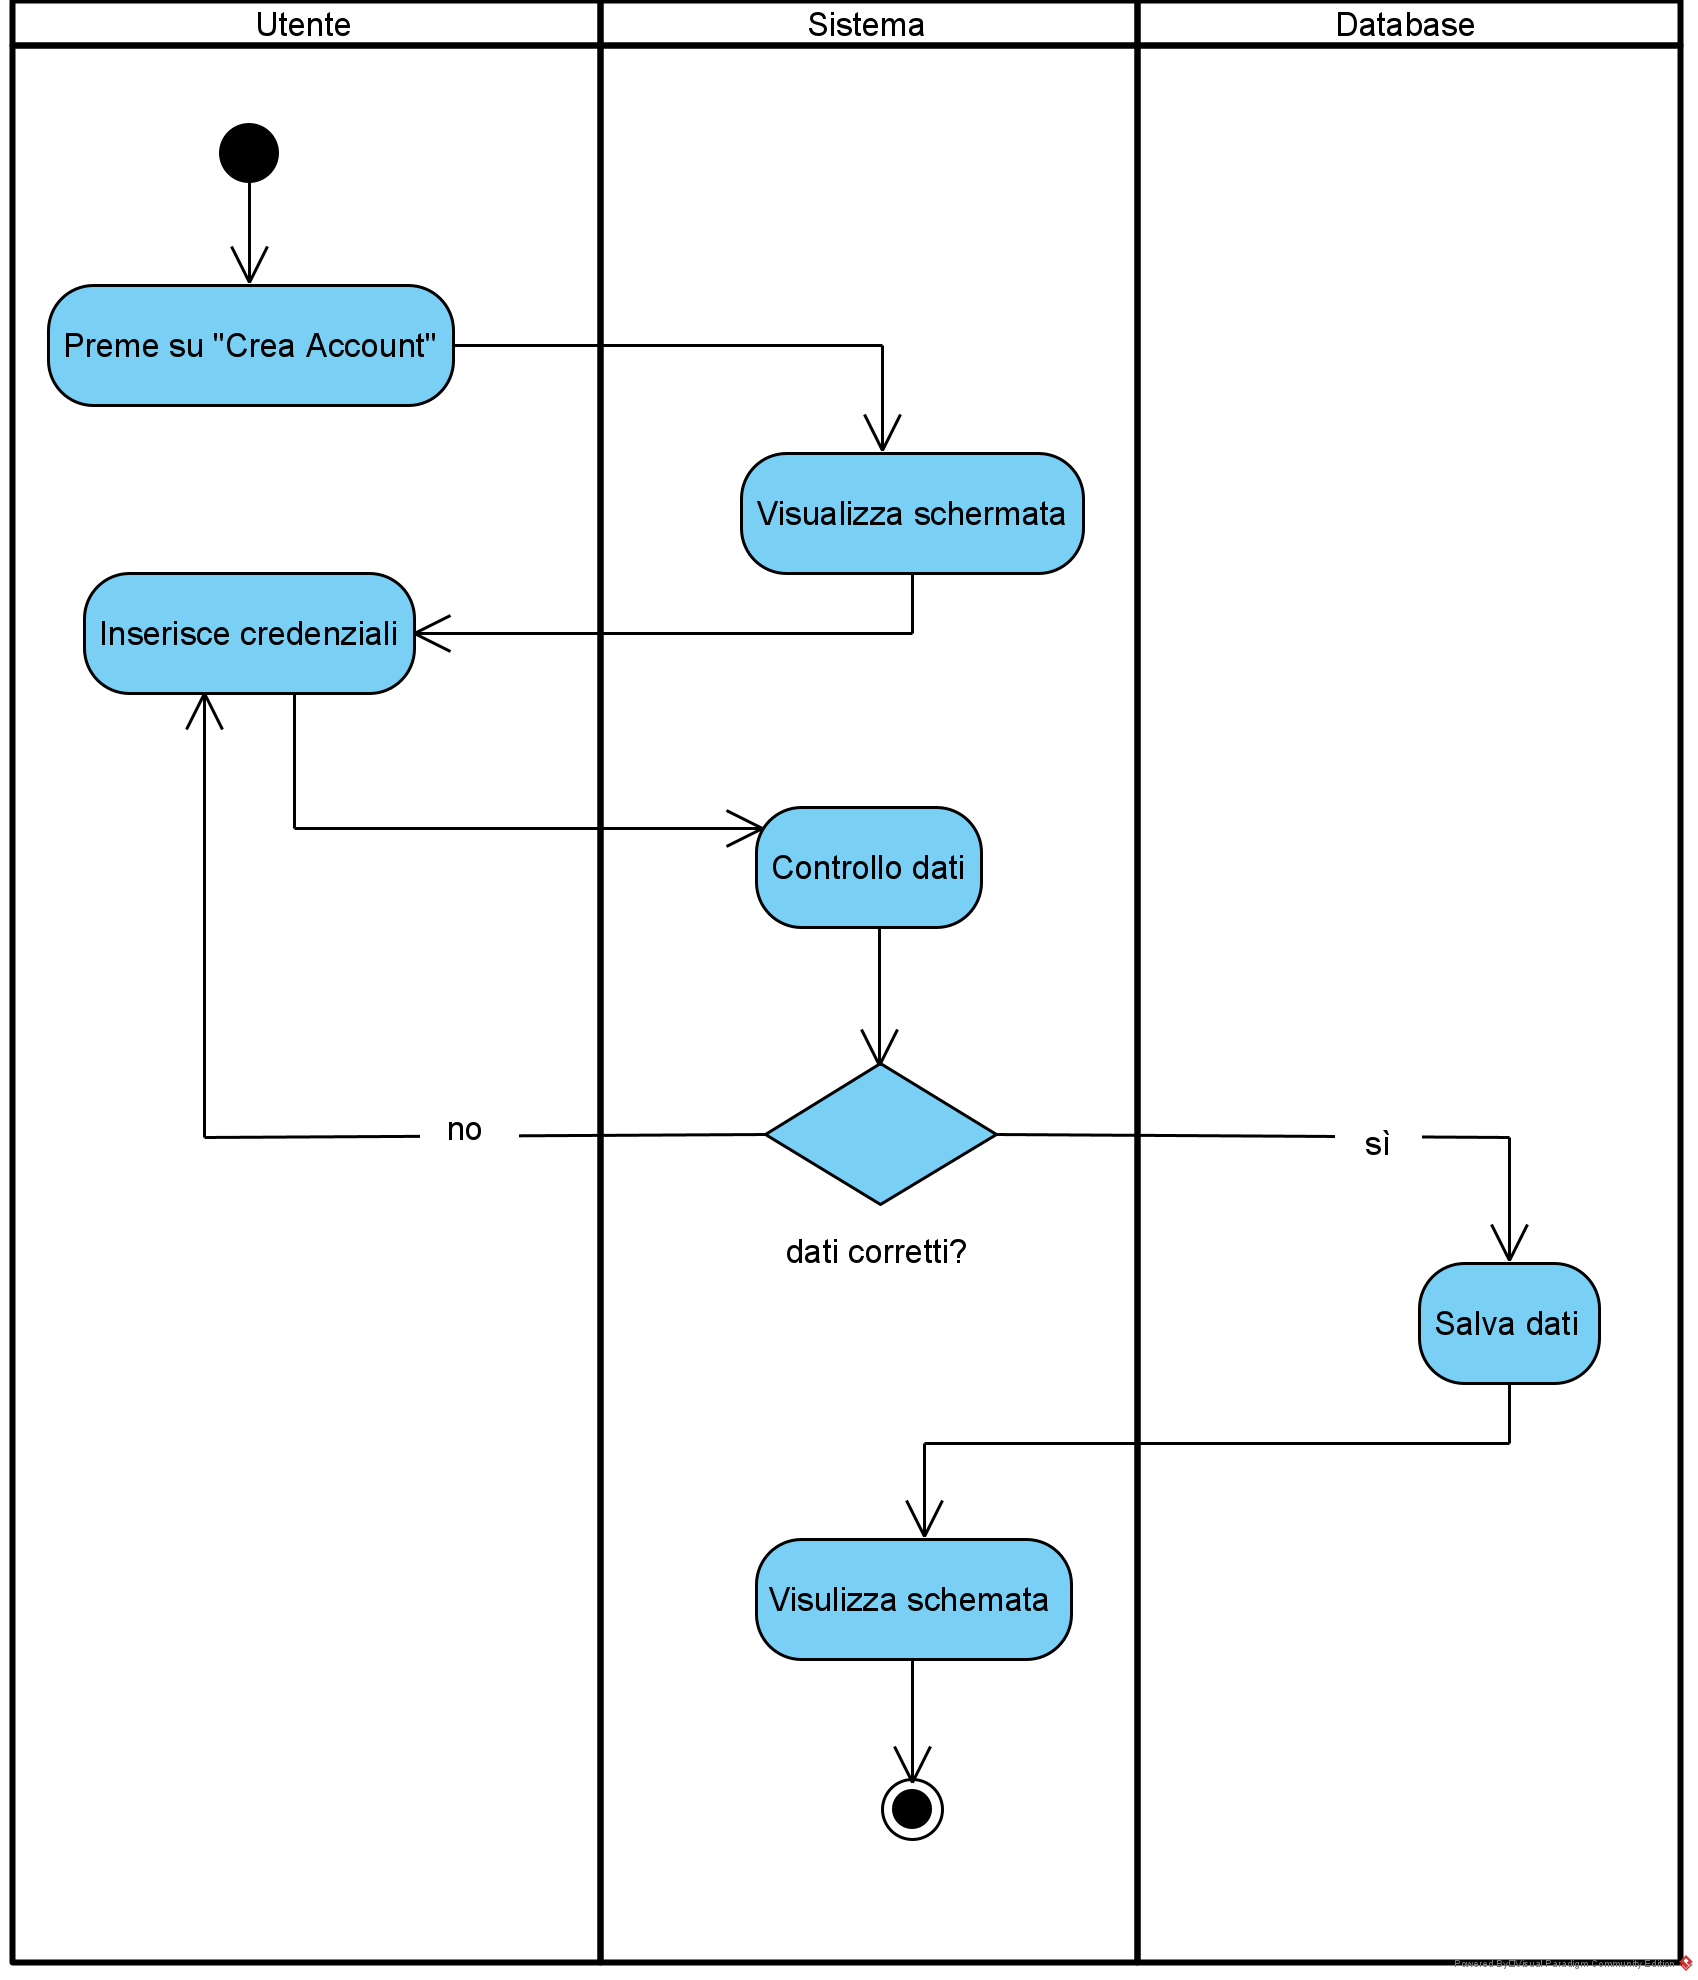 Utente
Sistema
Database
Preme su "Crea Account"
Visualizza schermata
Inserisce credenziali
Controllo dati
no
sì
dati corretti?
Salva dati
Visulizza schemata
Powered By Visual Paradigm Community Edition